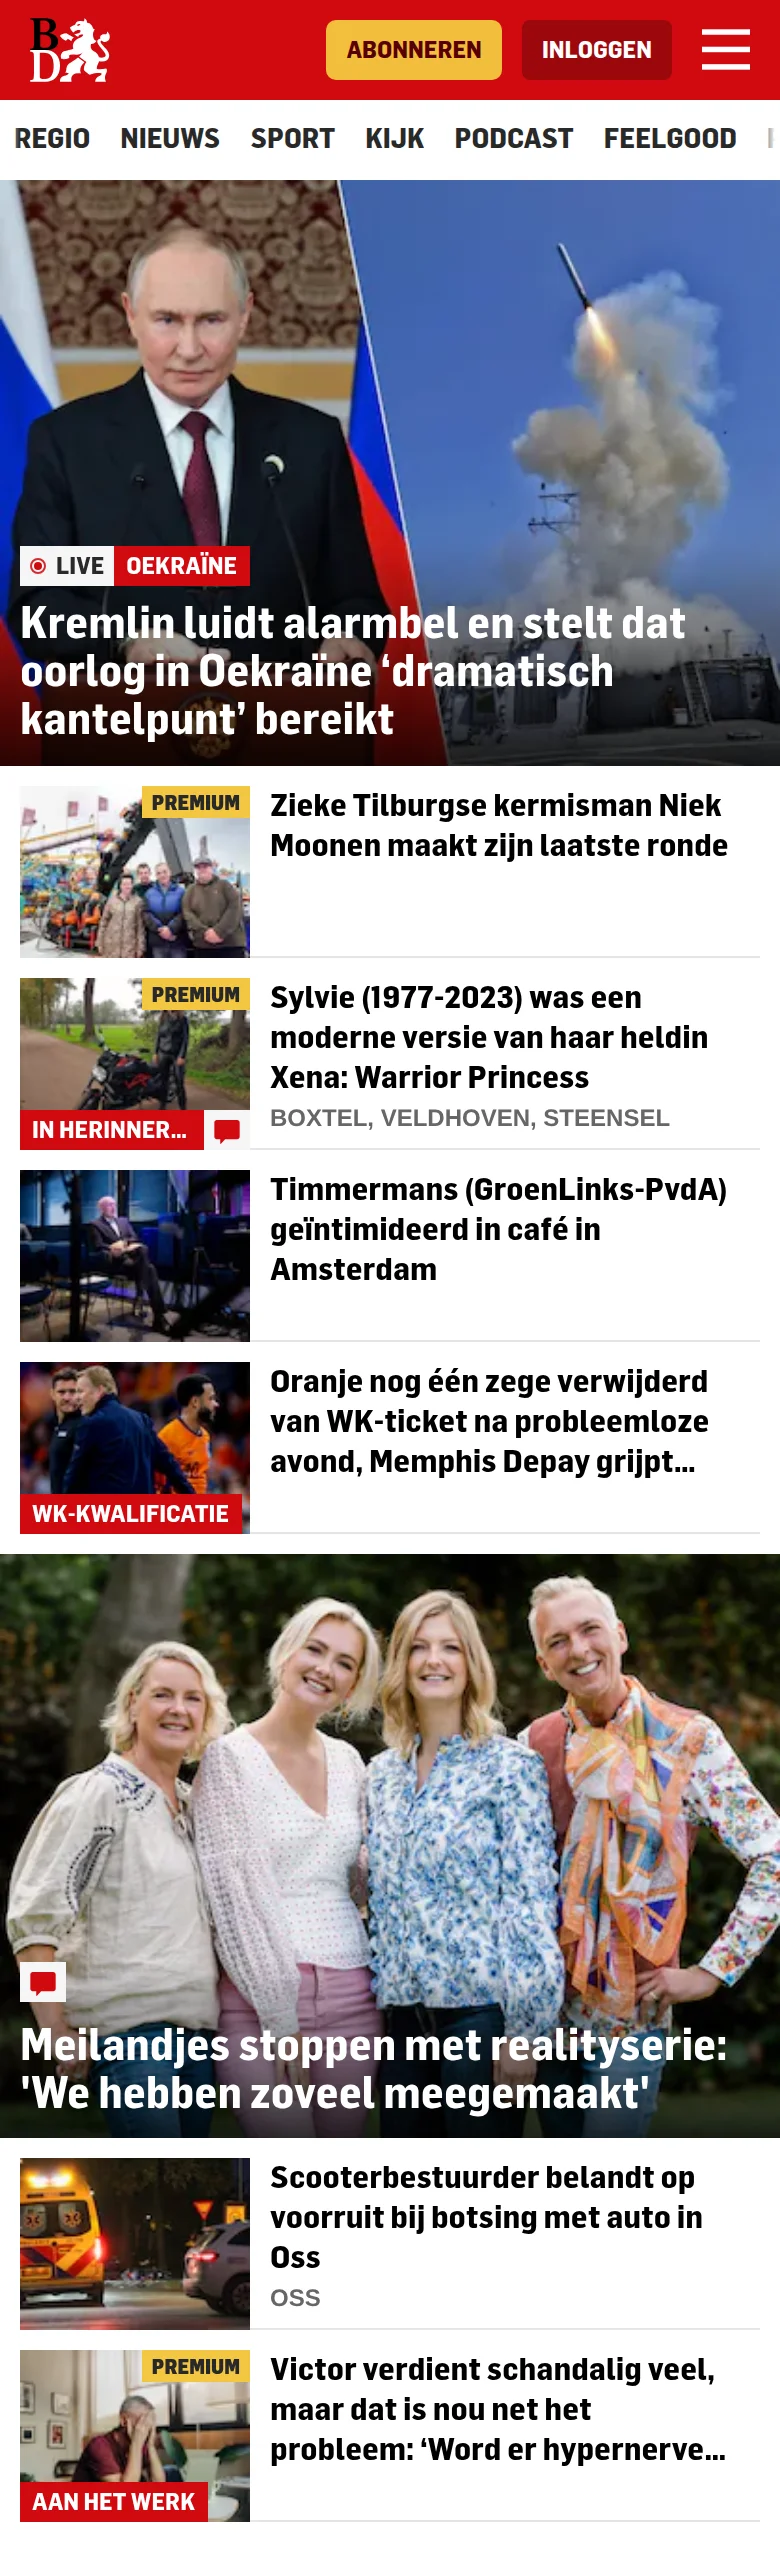 B
D
ABONNEREN
INLOGGEN
REGIO NIEUWS SPORT KIJK PODCAST FEELGOOD
LIVE OEKRAÏNE
Kremlin luidt alarmbel en stelt dat
oorlog in Oekraïne ‘dramatisch
kantelpunt’ bereikt
PREMIUM
Zieke Tilburgse kermisman Niek
Moonen maakt zijn laatste ronde
PREMIUM
IN HERINNER...
Sylvie (1977-2023) was een
moderne versie van haar heldin
Xena: Warrior Princess
BOXTEL, VELDHOVEN, STEENSEL
Timmermans (GroenLinks-PvdA)
geïntimideerd in café in
Amsterdam
WK-KWALIFICATIE
Oranje nog één zege verwijderd
van WK-ticket na probleemloze
avond, Memphis Depay grijpt...
Meilandjes stoppen met realityserie:
'We hebben zoveel meegemaakt'
Scooterbestuurder belandt op
voorruit bij botsing met auto in
Oss
OSS
PREMIUM
AAN HET WERK
Victor verdient schandalig veel,
maar dat is nou net het
probleem: ‘Word er hypernerve...